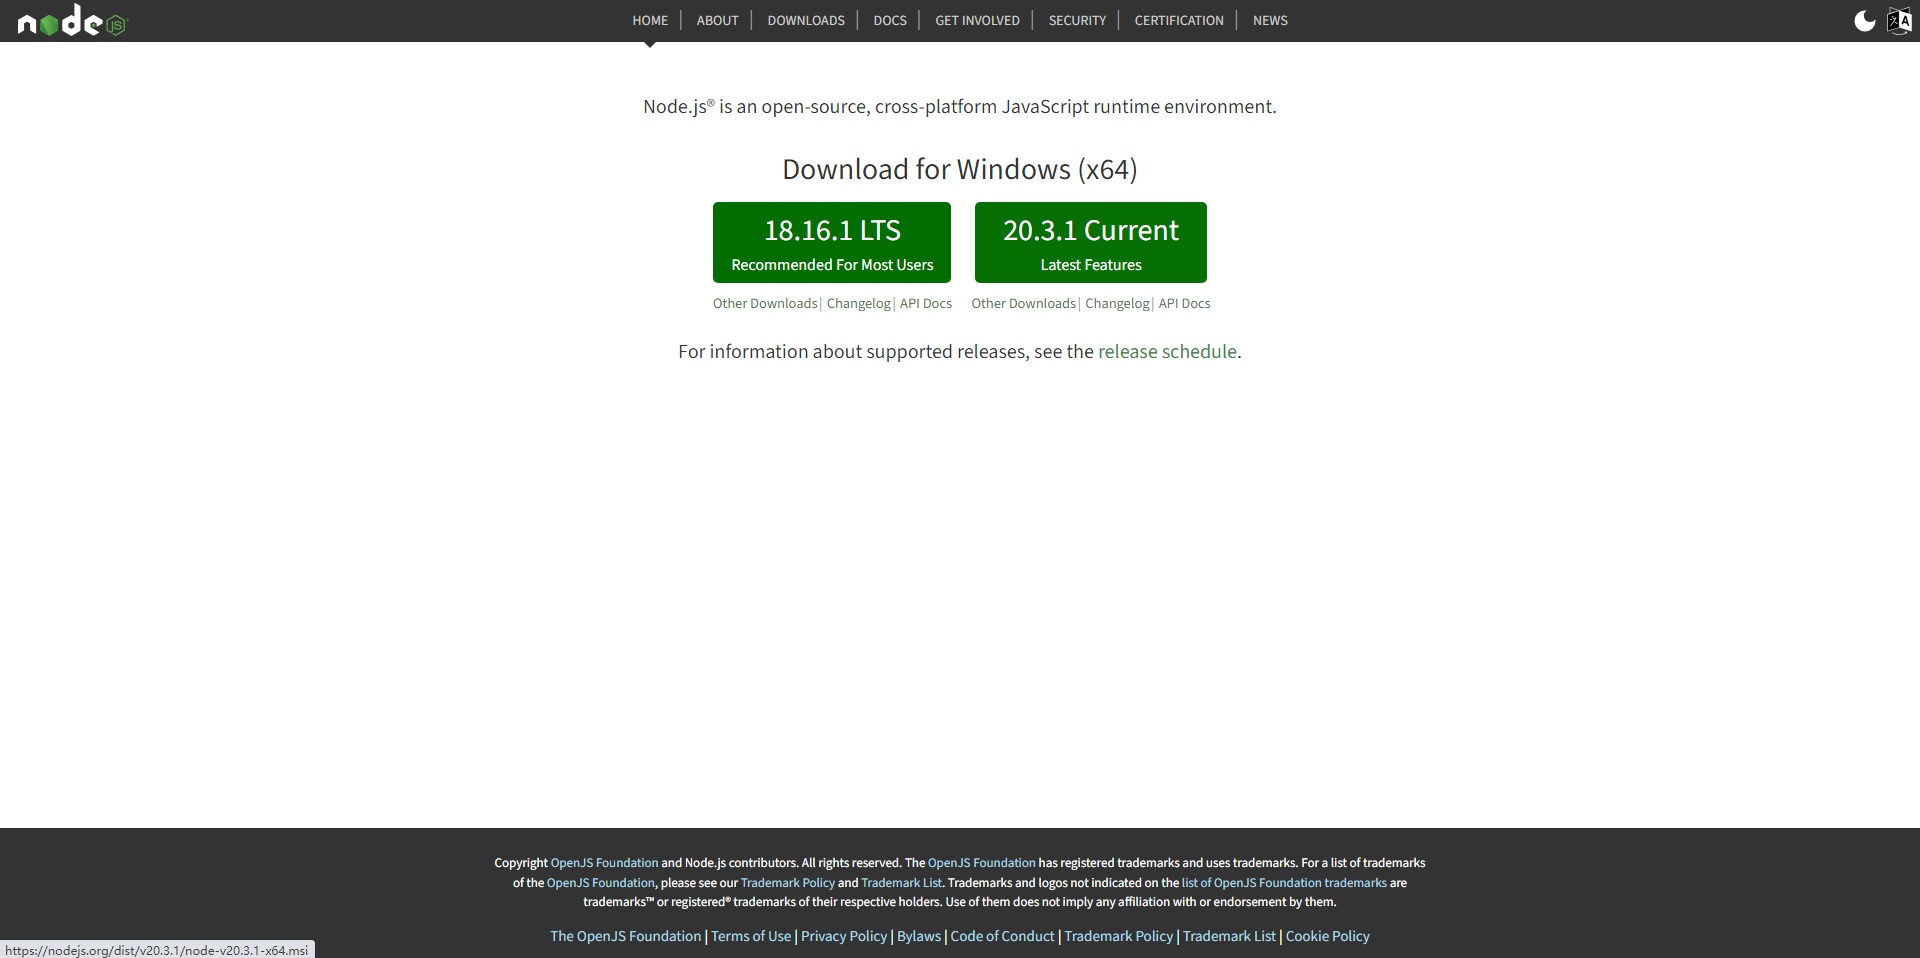 node JS
HOME | ABOUT | DOWNLOADS | DOCS | GET INVOLVED | SECURITY | CERTIFICATION | NEWS
Node.js® is an open-source, cross-platform JavaScript runtime environment.
Download for Windows (x64)
18.16.1 LTS
Recommended For Most Users
20.3.1 Current
Latest Features
Other Downloads | Changelog | API Docs
Other Downloads | Changelog | API Docs
For information about supported releases, see the release schedule.
Copyright OpenJS Foundation and Node.js contributors. All rights reserved. The OpenJS Foundation has registered trademarks and uses trademarks. For a list of trademarks
of the OpenJS Foundation, please see our Trademark Policy and Trademark List. Trademarks and logos not indicated on the list of OpenJS Foundation trademarks are
trademarks™ or registered® trademarks of their respective holders. Use of them does not imply any affiliation with or endorsement by them.
The OpenJS Foundation | Terms of Use | Privacy Policy | Bylaws | Code of Conduct | Trademark Policy | Trademark List | Cookie Policy
https://nodejs.org/dist/v20.3.1/node-v20.3.1-x64.msi